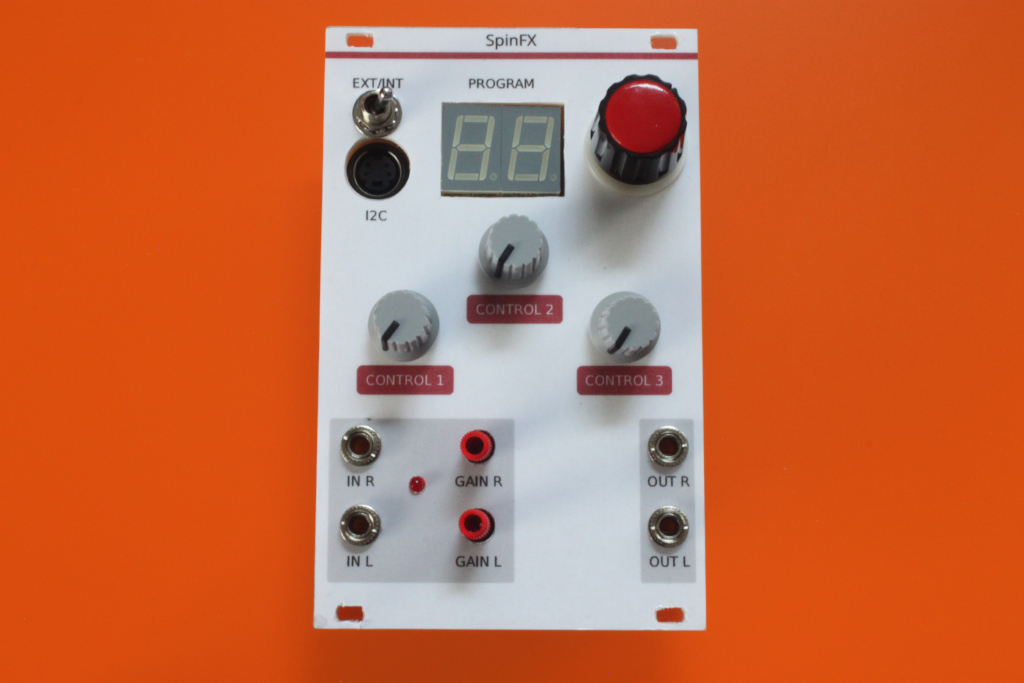 SpinFX
EXT/INT
PROGRAM
I2C
CONTROL 2
CONTROL 1
CONTROL 3
IN R
GAIN R
OUT R
IN L
GAIN L
OUT L